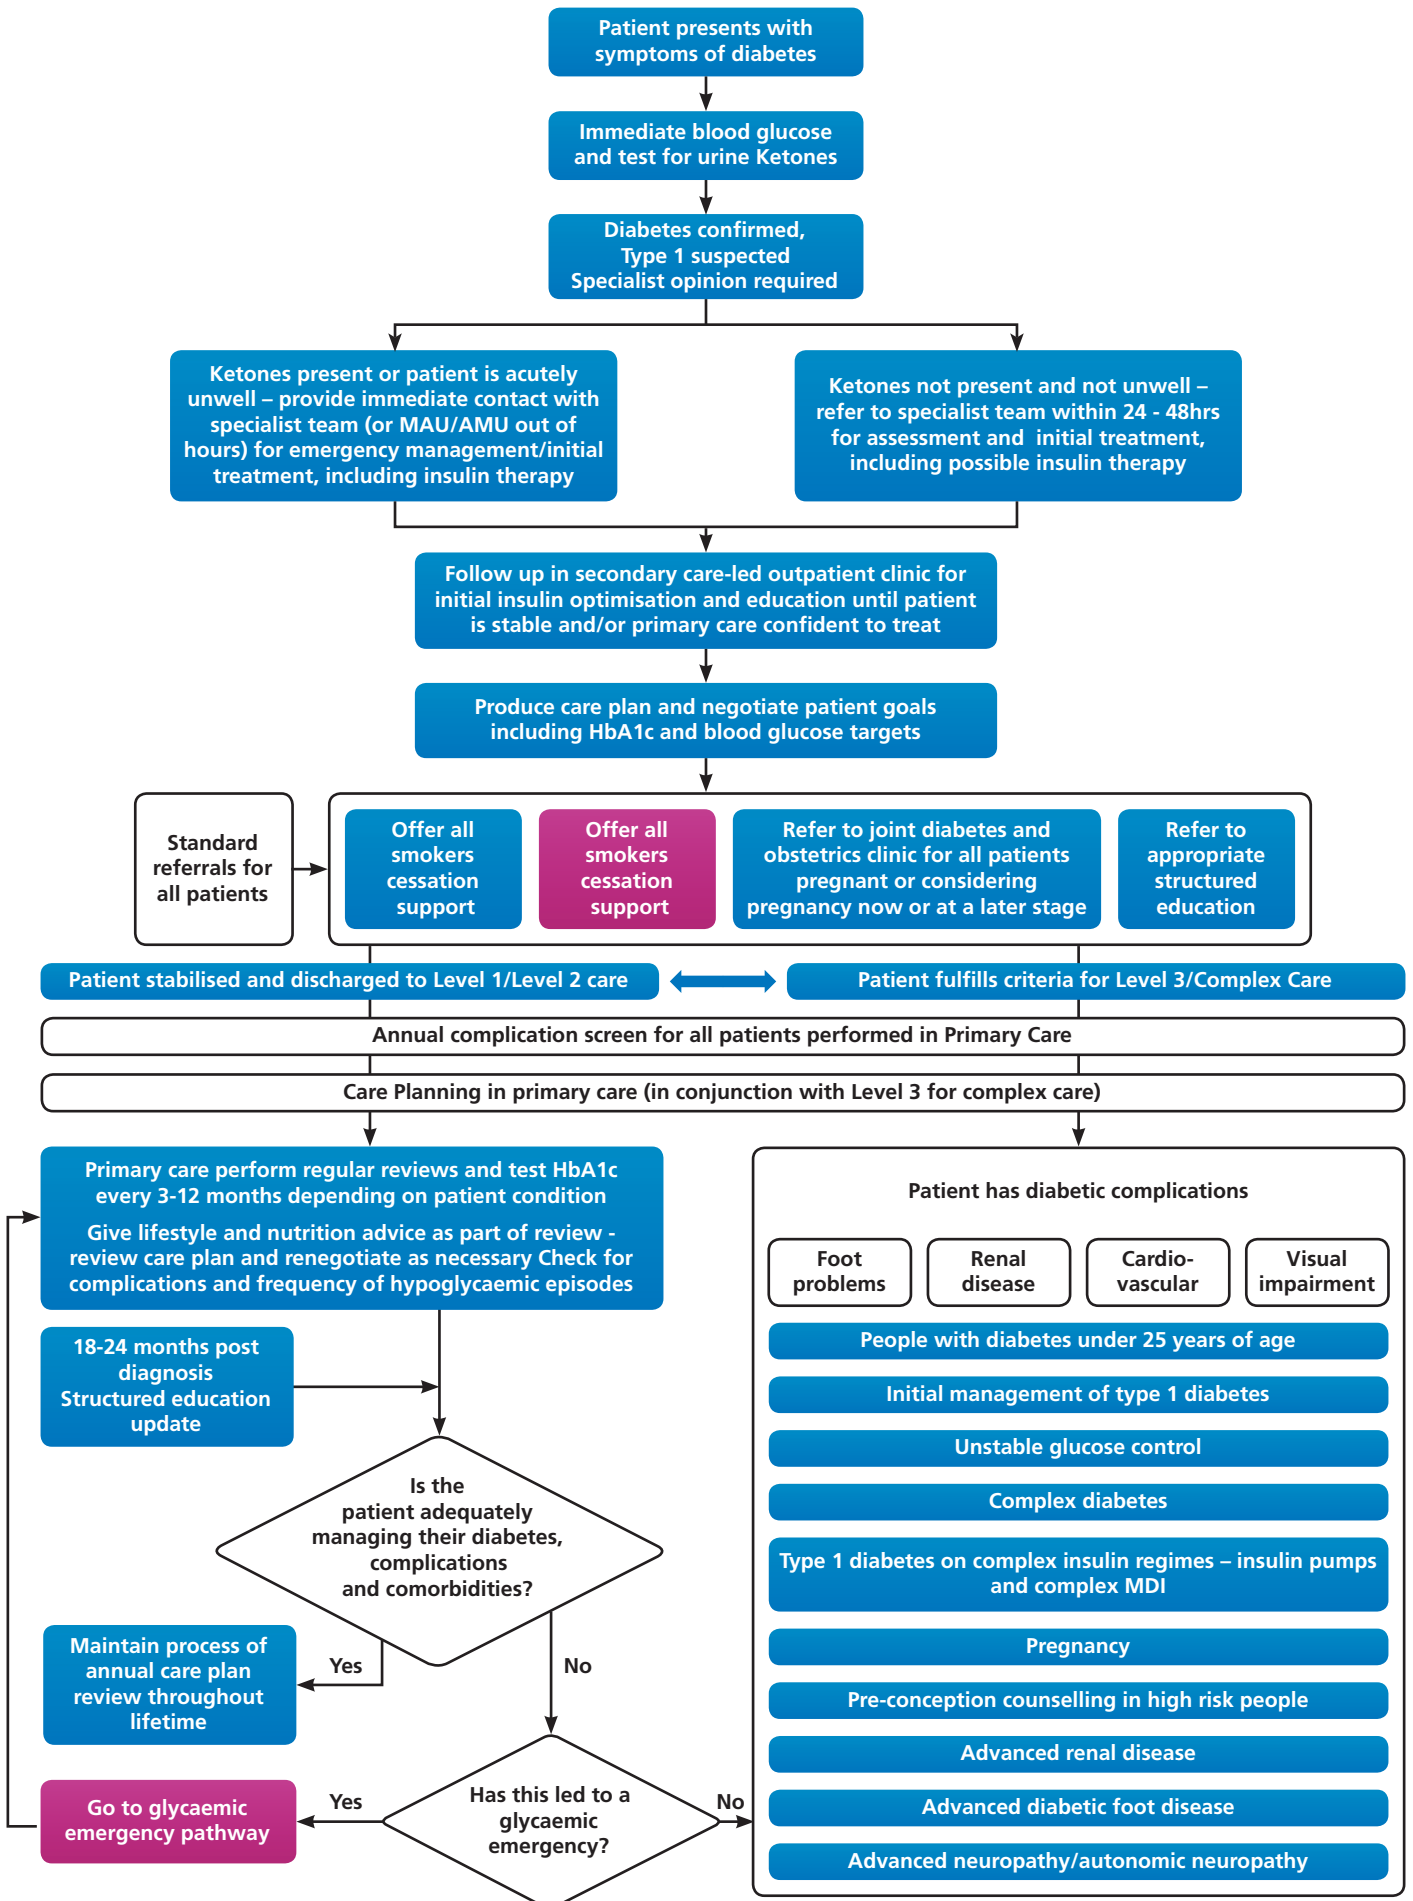 Patient presents with
symptoms of diabetes
Immediate blood glucose
and test for urine Ketones
Diabetes confirmed,
Type 1 suspected
Specialist opinion required
Ketones present or patient is acutely
unwell – provide immediate contact with
specialist team (or MAU/AMU out of
hours) for emergency management/initial
treatment, including insulin therapy
Ketones not present and not unwell –
refer to specialist team within 24 - 48hrs
for assessment and initial treatment,
including possible insulin therapy
Follow up in secondary care-led outpatient clinic for
initial insulin optimisation and education until patient
is stable and/or primary care confident to treat
Produce care plan and negotiate patient goals
including HbA1c and blood glucose targets
Standard
referrals for
all patients
Offer all
smokers
cessation
support
Offer all
smokers
cessation
support
Refer to joint diabetes and
obstetrics clinic for all patients
pregnant or considering
pregnancy now or at a later stage
Refer to
appropriate
structured
education
Patient stabilised and discharged to Level 1/Level 2 care
Patient fulfills criteria for Level 3/Complex Care
Annual complication screen for all patients performed in Primary Care
Care Planning in primary care (in conjunction with Level 3 for complex care)
Primary care perform regular reviews and test HbA1c
every 3-12 months depending on patient condition
Give lifestyle and nutrition advice as part of review -
review care plan and renegotiate as necessary Check for
complications and frequency of hypoglycaemic episodes
18-24 months post
diagnosis
Structured education
update
Is the
patient adequately
managing their diabetes,
complications
and comorbidities?
Yes
No
Maintain process of
annual care plan
review throughout
lifetime
Has this led to a
glycaemic
emergency?
Yes
No
Go to glycaemic
emergency pathway
Patient has diabetic complications
Foot
problems
Renal
disease
Cardio-
vascular
Visual
impairment
People with diabetes under 25 years of age
Initial management of type 1 diabetes
Unstable glucose control
Complex diabetes
Type 1 diabetes on complex insulin regimes – insulin pumps
and complex MDI
Pregnancy
Pre-conception counselling in high risk people
Advanced renal disease
Advanced diabetic foot disease
Advanced neuropathy/autonomic neuropathy